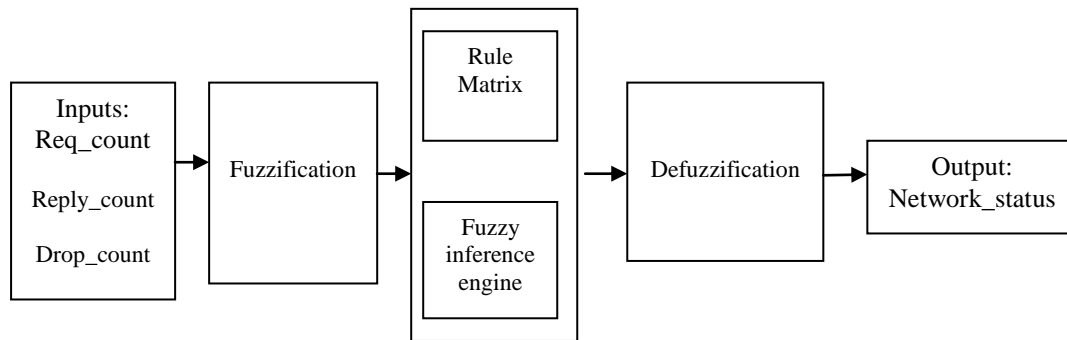 Inputs:
Req_count
Reply_count
Drop_count
Fuzzification
Rule
Matrix
Fuzzy
inference
engine
Defuzzification
Output:
Network_status